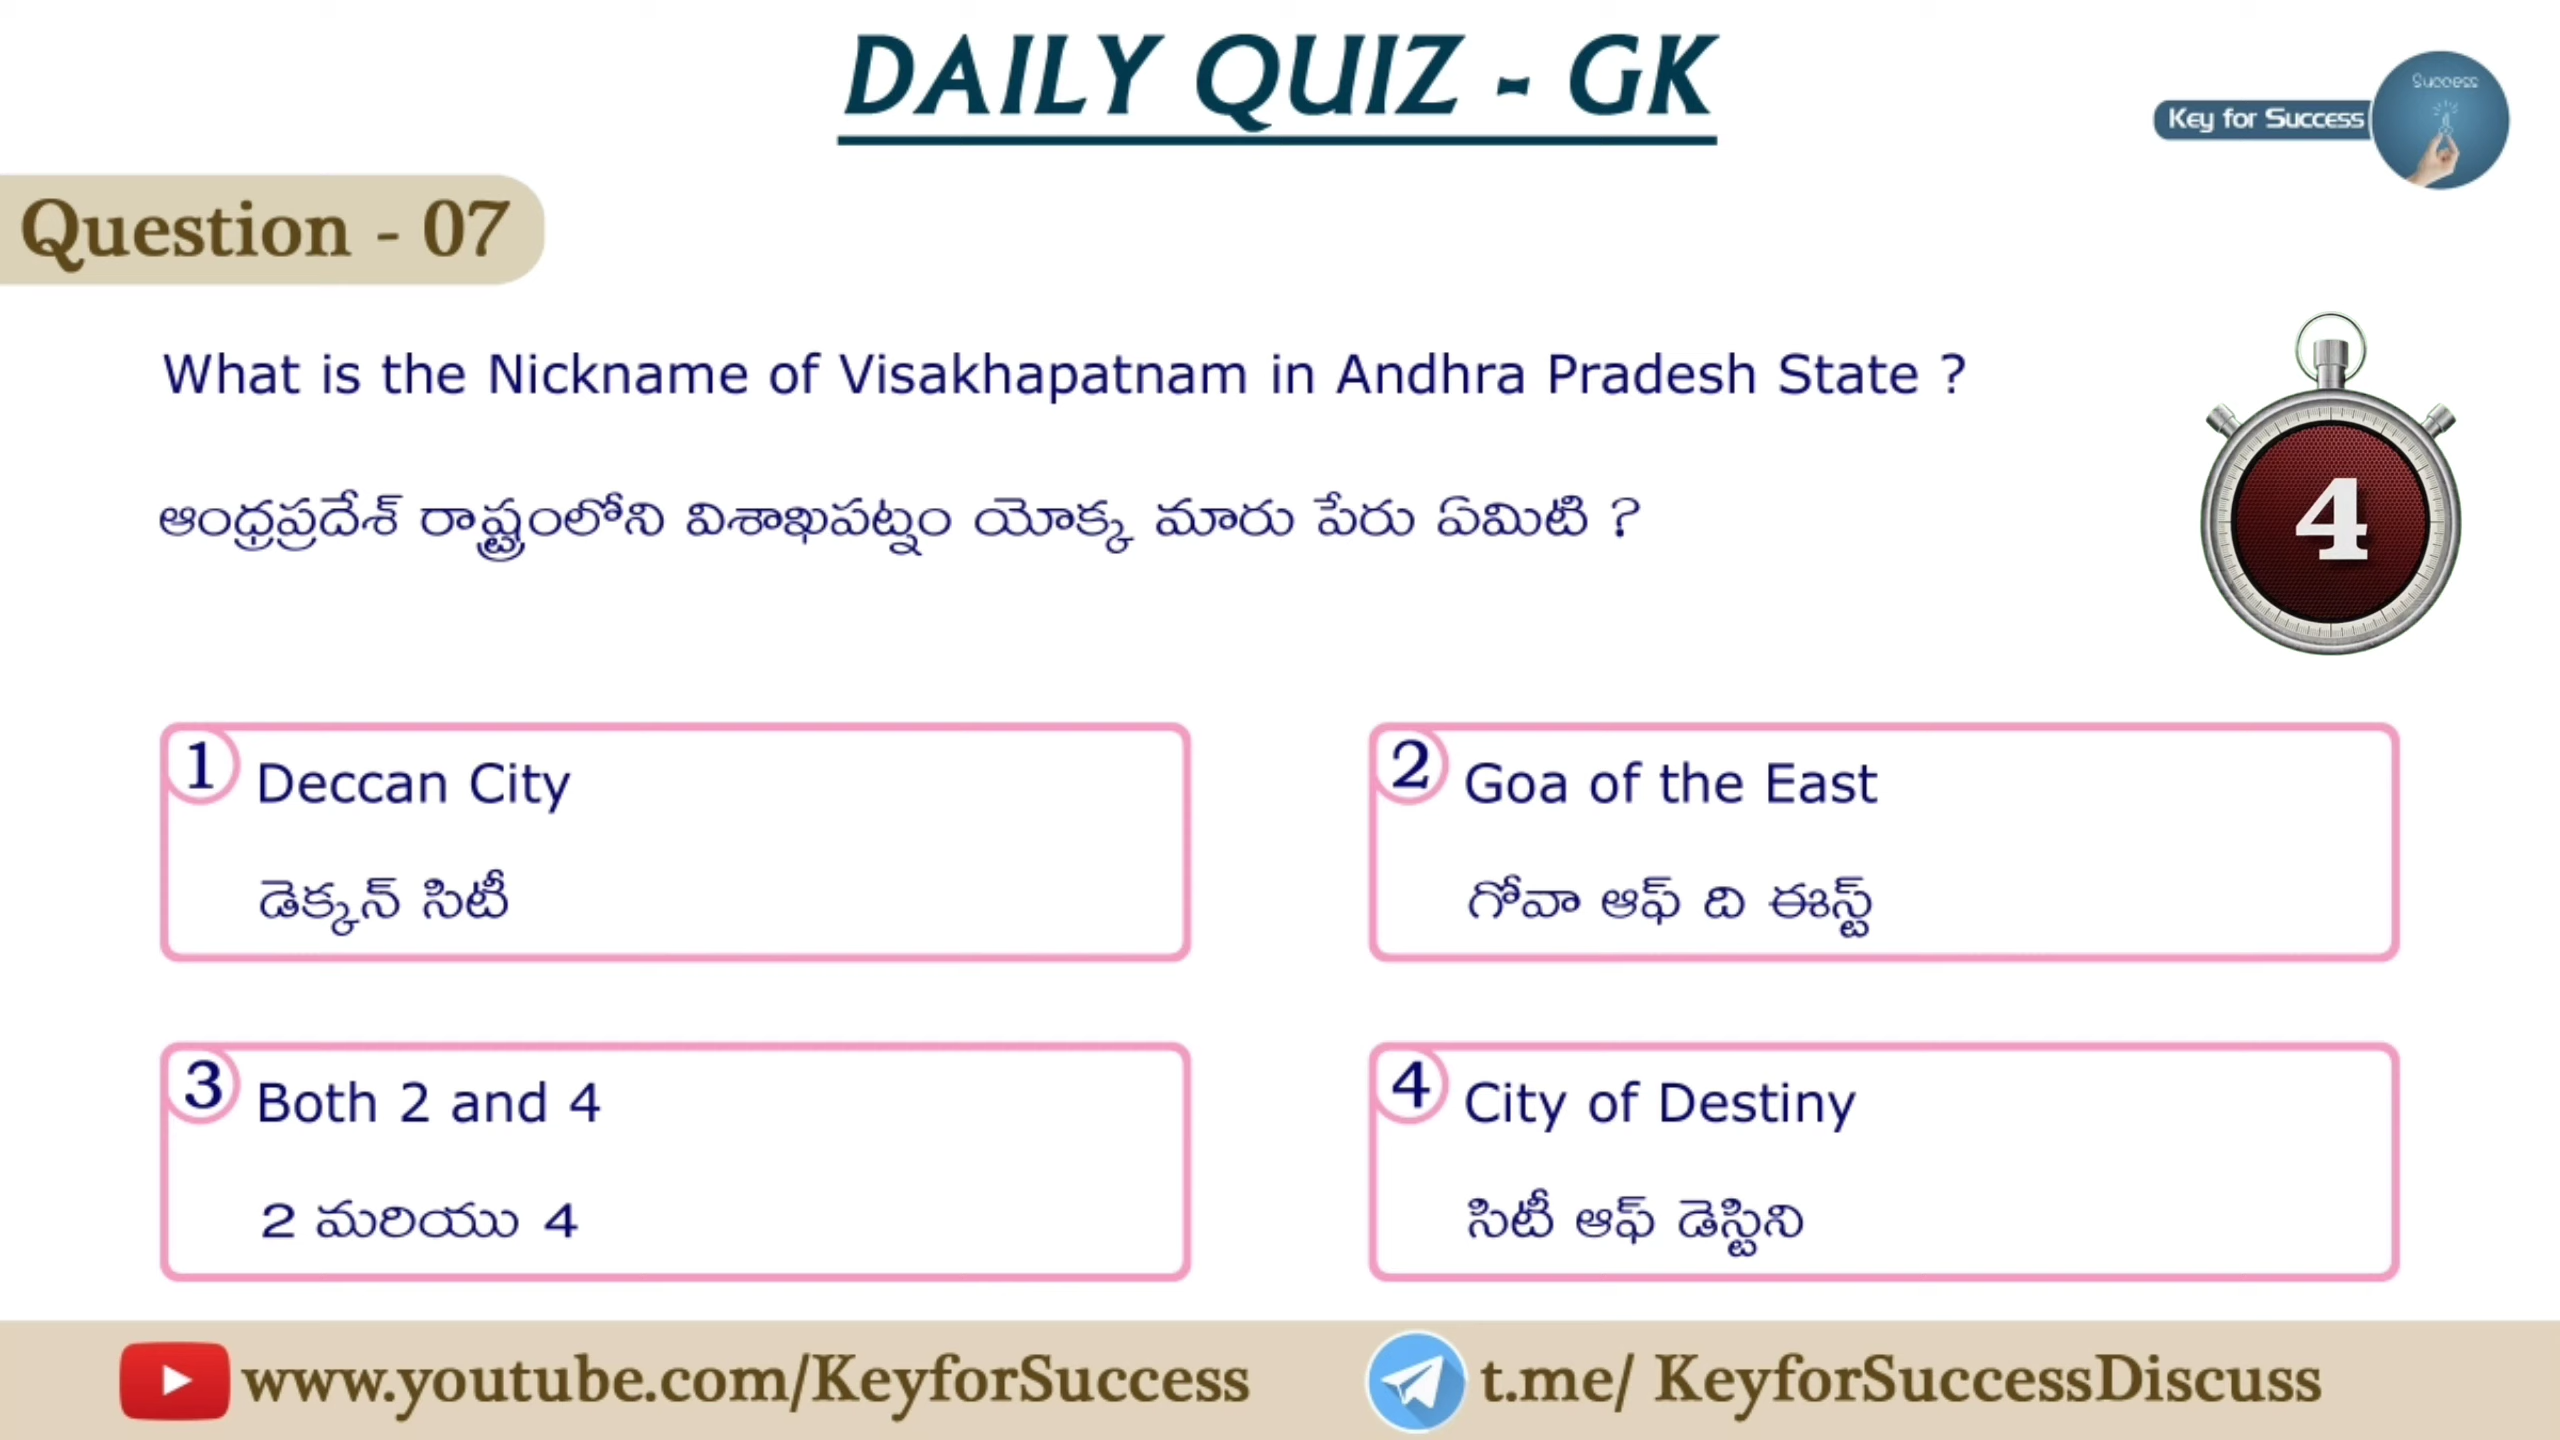 DAILY QUIZ - GK
Success
Key for Success
Question - 07
What is the Nickname of Visakhapatnam in Andhra Pradesh State ?
ఆంధ్రప్రదేశ్ రాష్ట్రంలోని విశాఖపట్నం యొక్క మారు పేరు ఏమిటి ?
4
1 Deccan City
డెక్కన్ సిటీ
2 Goa of the East
గోవా ఆఫ్ ది ఈస్ట్
3 Both 2 and 4
2 మరియు 4
4 City of Destiny
సిటీ ఆఫ్ డెస్టిని
www.youtube.com/KeyforSuccess
t.me/ KeyforSuccessDiscuss